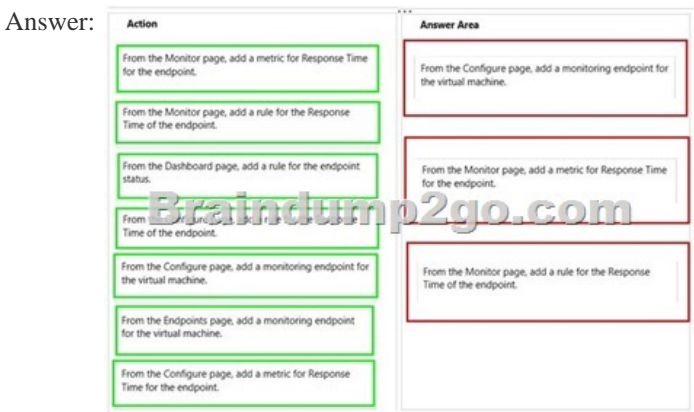 Answer:
Action
From the Monitor page, add a metric for Response Time
for the endpoint.
From the Monitor page, add a rule for the Response
Time of the endpoint.
From the Dashboard page, add a rule for the endpoint
status.
From
Time of the endpoint.
From the Configure page, add a monitoring endpoint for
the virtual machine.
From the Endpoints page, add a monitoring endpoint
for the virtual machine.
From the Configure page, add a metric for Response
Time for the endpoint.
Answer Area
From the Configure page, add a monitoring endpoint for
the virtual machine.
From the Monitor page, add a metric for Response Time
for the endpoint.
From the Monitor page, add a rule for the Response
Time of the endpoint.
Braindump2go.com